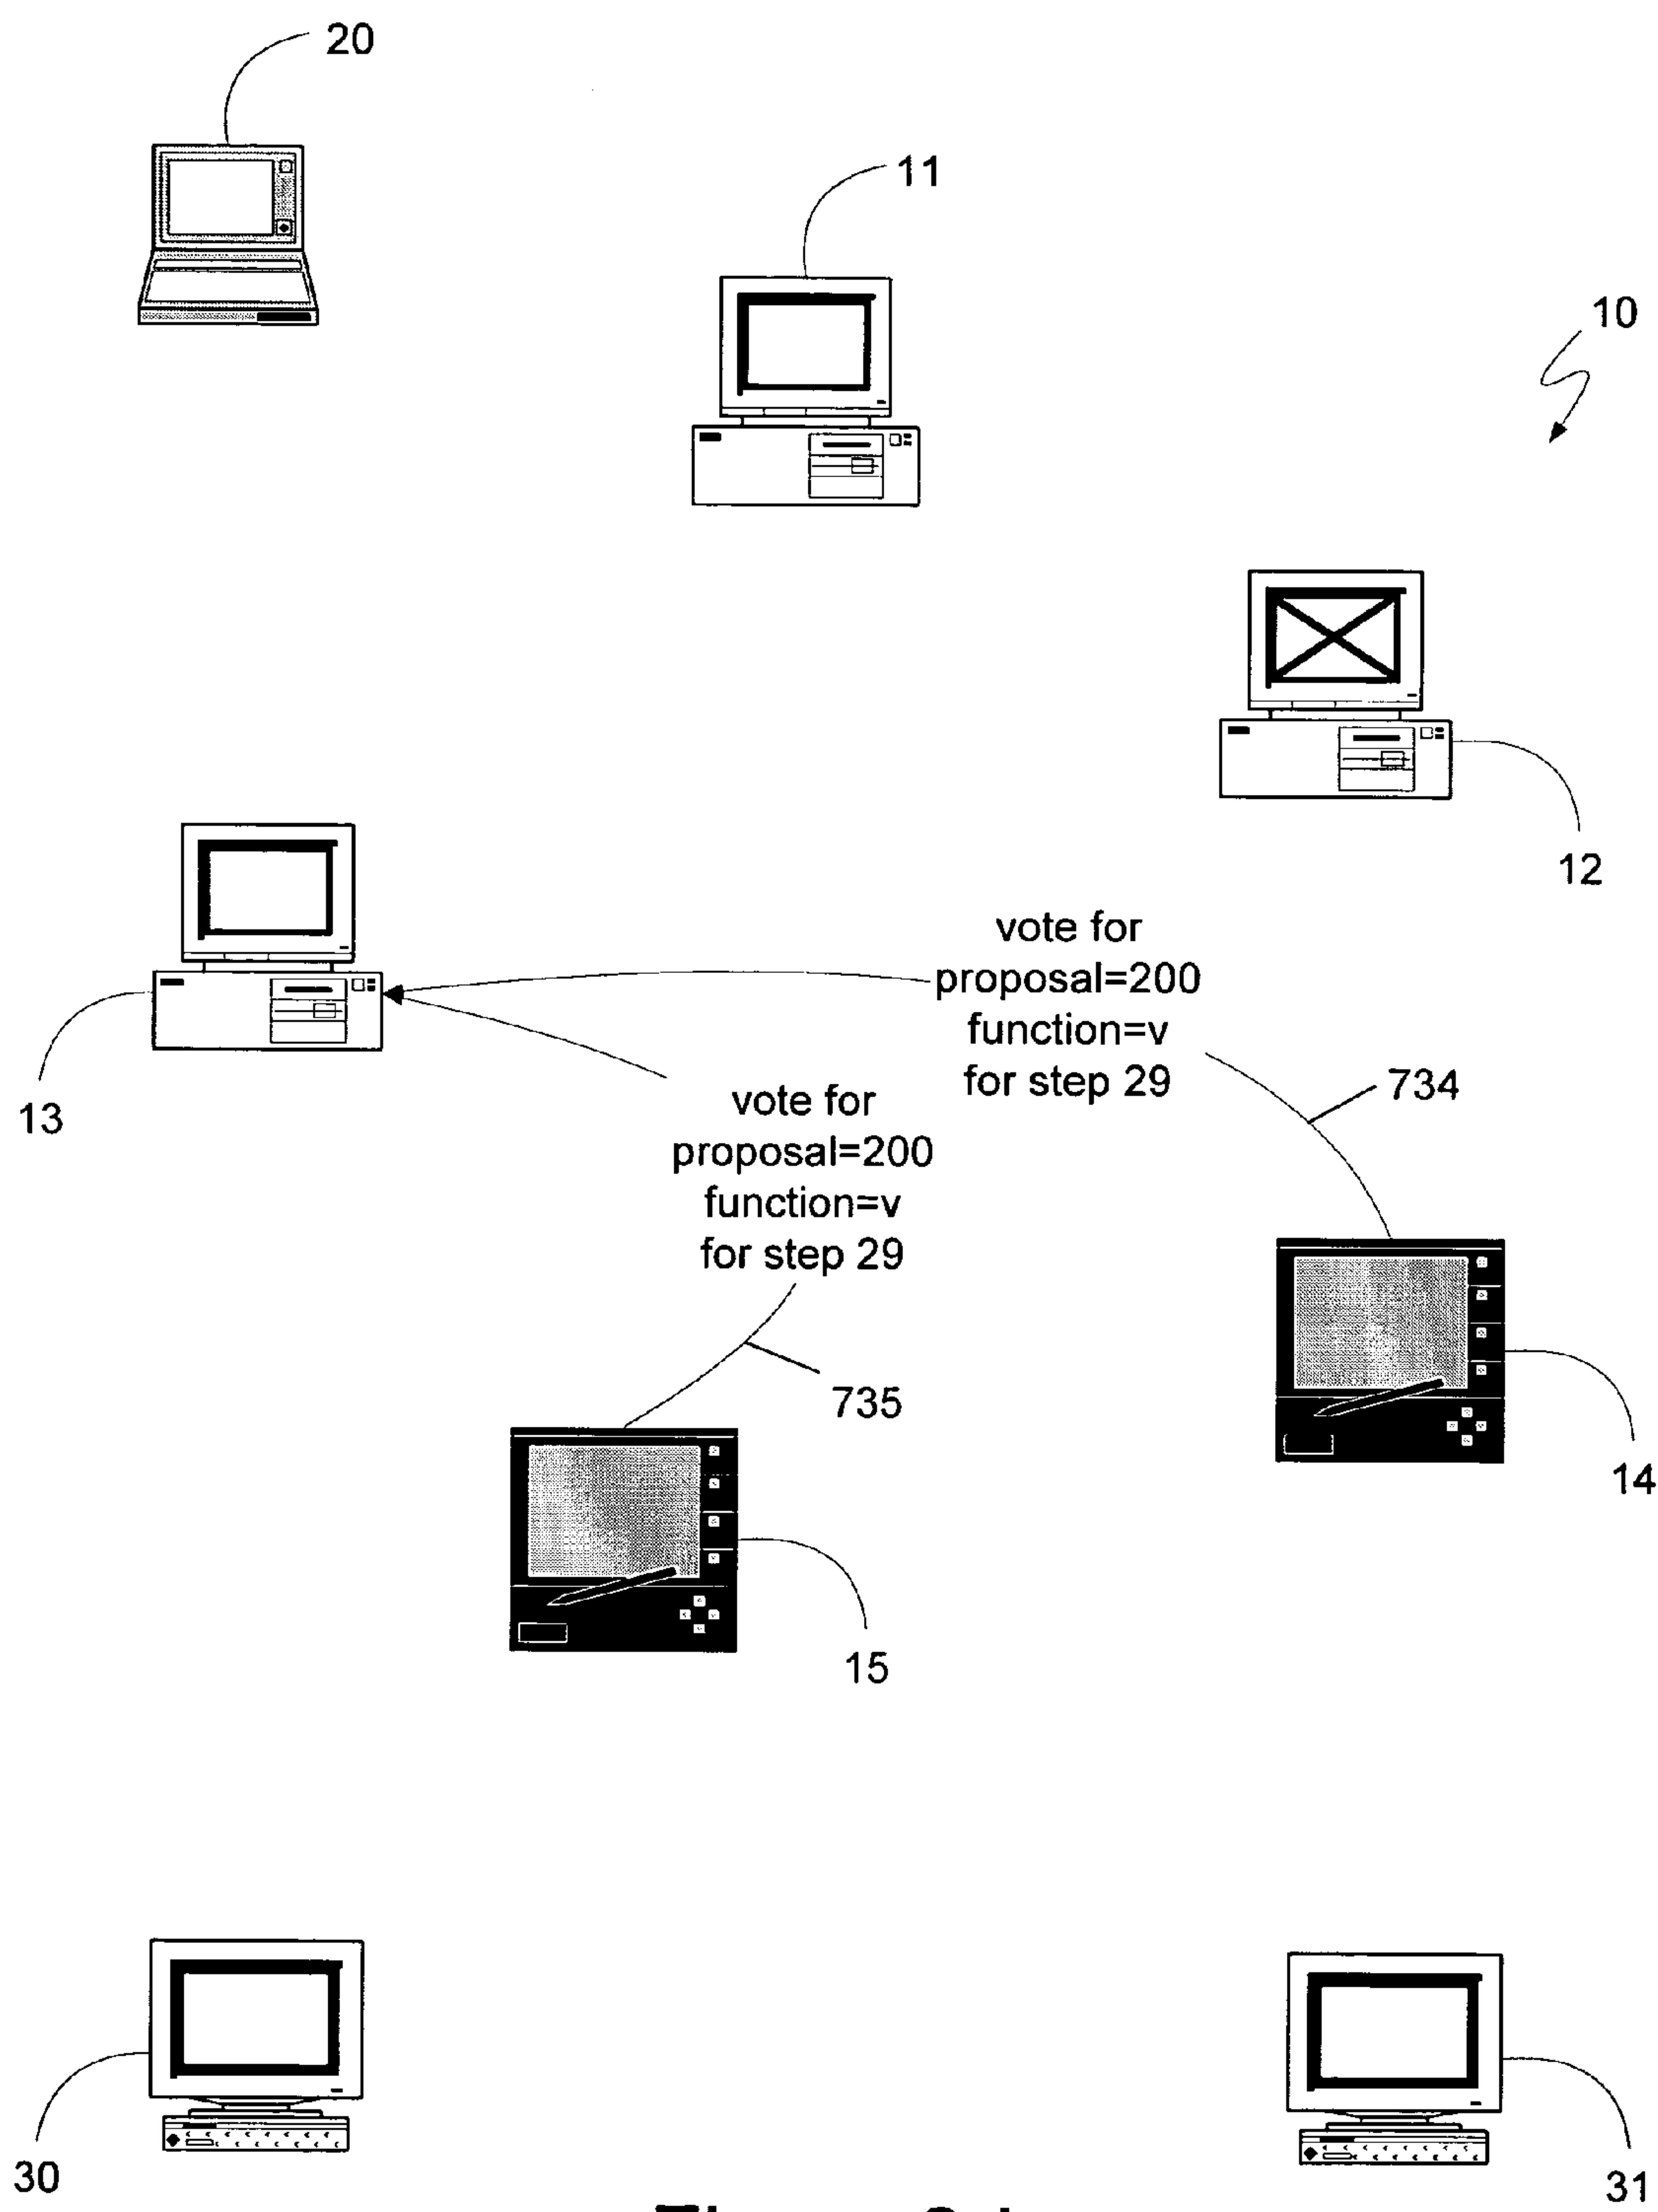 20
11
10
12
vote for
proposal=200
function=v
for step 29
13
734
vote for
proposal=200
function=v
for step 29
735
14
15
30
31